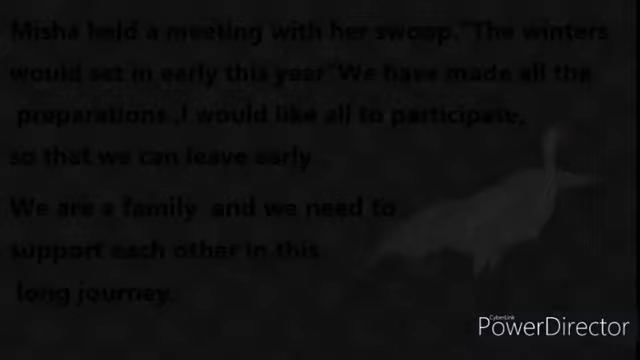 Misha held a meeting with her swoop."The winters
would set in early this year"We have made all the
preparations ,I would like all to participate,
so that we can leave early
We are a family and we need to
support each other in this
long journey.
CyberLink
PowerDirector